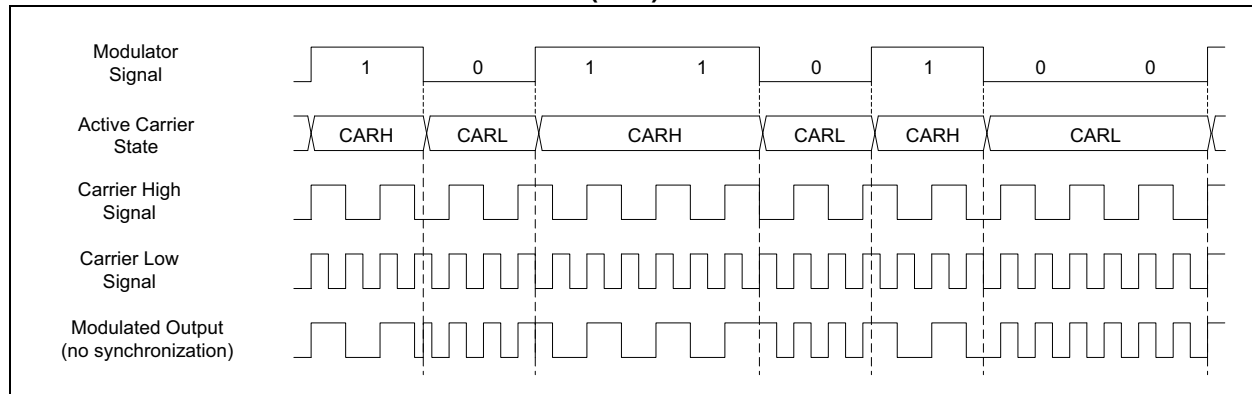 Modulator
Signal
1 0 1 1 0 1 0 0
Active Carrier
State
CARH CARL CARH CARL CARH CARL
Carrier High
Signal
Carrier Low
Signal
Modulated Output
(no synchronization)